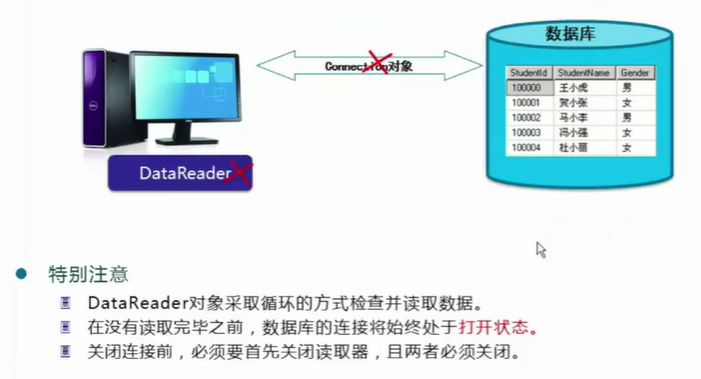 数据库
Connection对象
StudentId StudentName Gender
100000 王小虎 男
100001 贺小张 女
100002 马小李 男
100003 冯小强 女
100004 杜小丽 女
DataReader
特别注意
DataReader对象采取循环的方式检查并读取数据。
在没有读取完毕之前，数据库的连接将始终处于打开状态。
关闭连接前，必须要首先关闭读取器，且两者必须关闭。